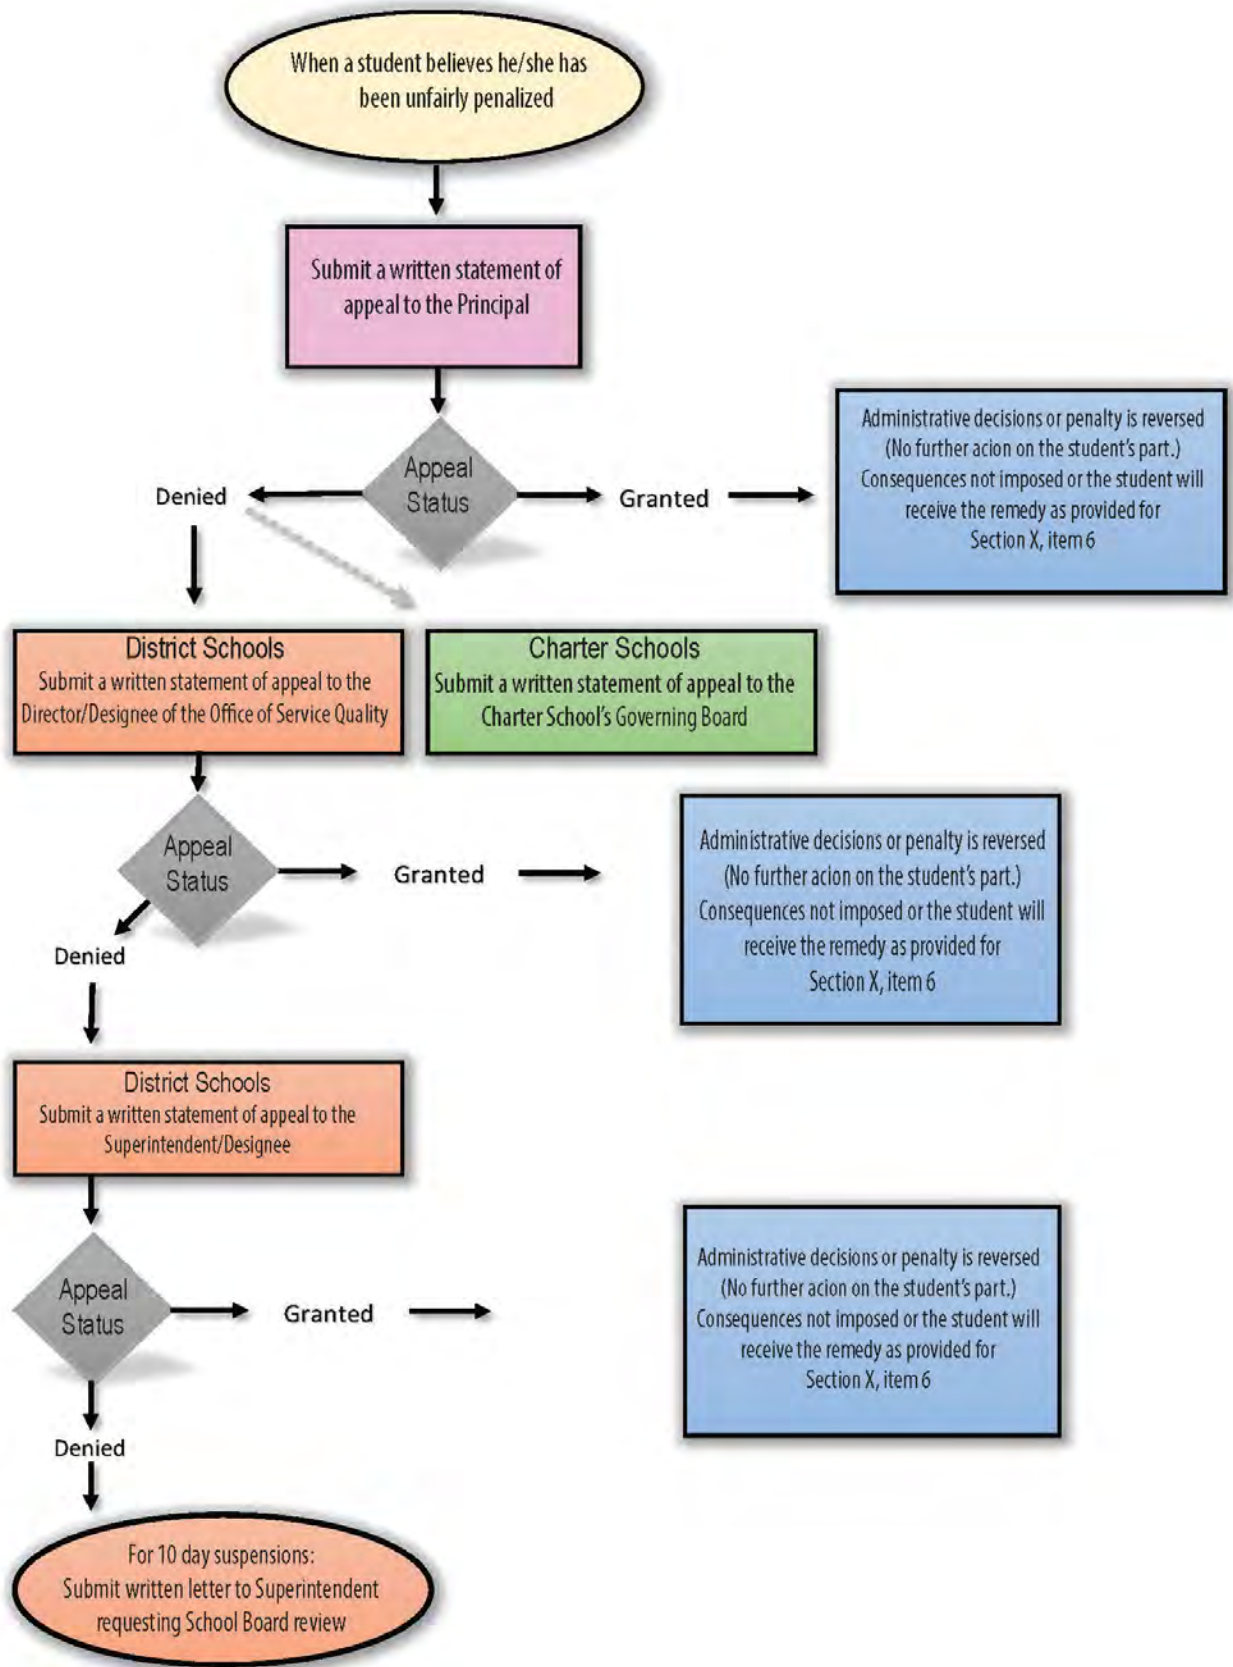 When a student believes he/she has
been unfairly penalized
Submit a written statement of
appeal to the Principal
Appeal
Status
Denied
Granted
Administrative decisions or penalty is reversed
(No further acion on the student's part.)
Consequences not imposed or the student will
receive the remedy as provided for
Section X, item 6
District Schools
Submit a written statement of appeal to the
Director/Designee of the Office of Service Quality
Charter Schools
Submit a written statement of appeal to the
Charter School's Governing Board
Appeal
Status
Granted
Administrative decisions or penalty is reversed
(No further acion on the student's part.)
Consequences not imposed or the student will
receive the remedy as provided for
Section X, item 6
Denied
District Schools
Submit a written statement of appeal to the
Superintendent/Designee
Appeal
Status
Granted
Administrative decisions or penalty is reversed
(No further acion on the student's part.)
Consequences not imposed or the student will
receive the remedy as provided for
Section X, item 6
Denied
For 10 day suspensions:
Submit written letter to Superintendent
requesting School Board review